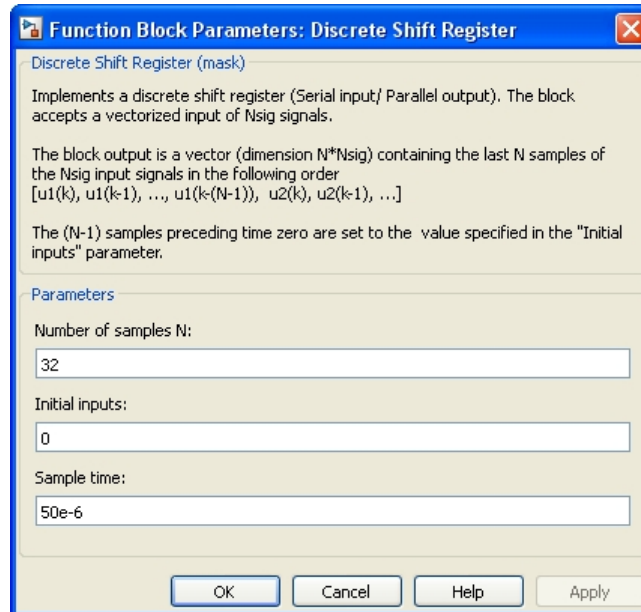 Function Block Parameters: Discrete Shift Register
Discrete Shift Register (mask)
Implements a discrete shift register (Serial input/ Parallel output). The block
accepts a vectorized input of Nsig signals.
The block output is a vector (dimension N*Nsig) containing the last N samples of
the Nsig input signals in the following order
[u1(k), u1(k-1), ..., u1(k-(N-1)), u2(k), u2(k-1), ...]
The (N-1) samples preceding time zero are set to the value specified in the "Initial
inputs" parameter.
Parameters
Number of samples N:
32
Initial inputs:
0
Sample time:
50e-6
OK Cancel Help Apply